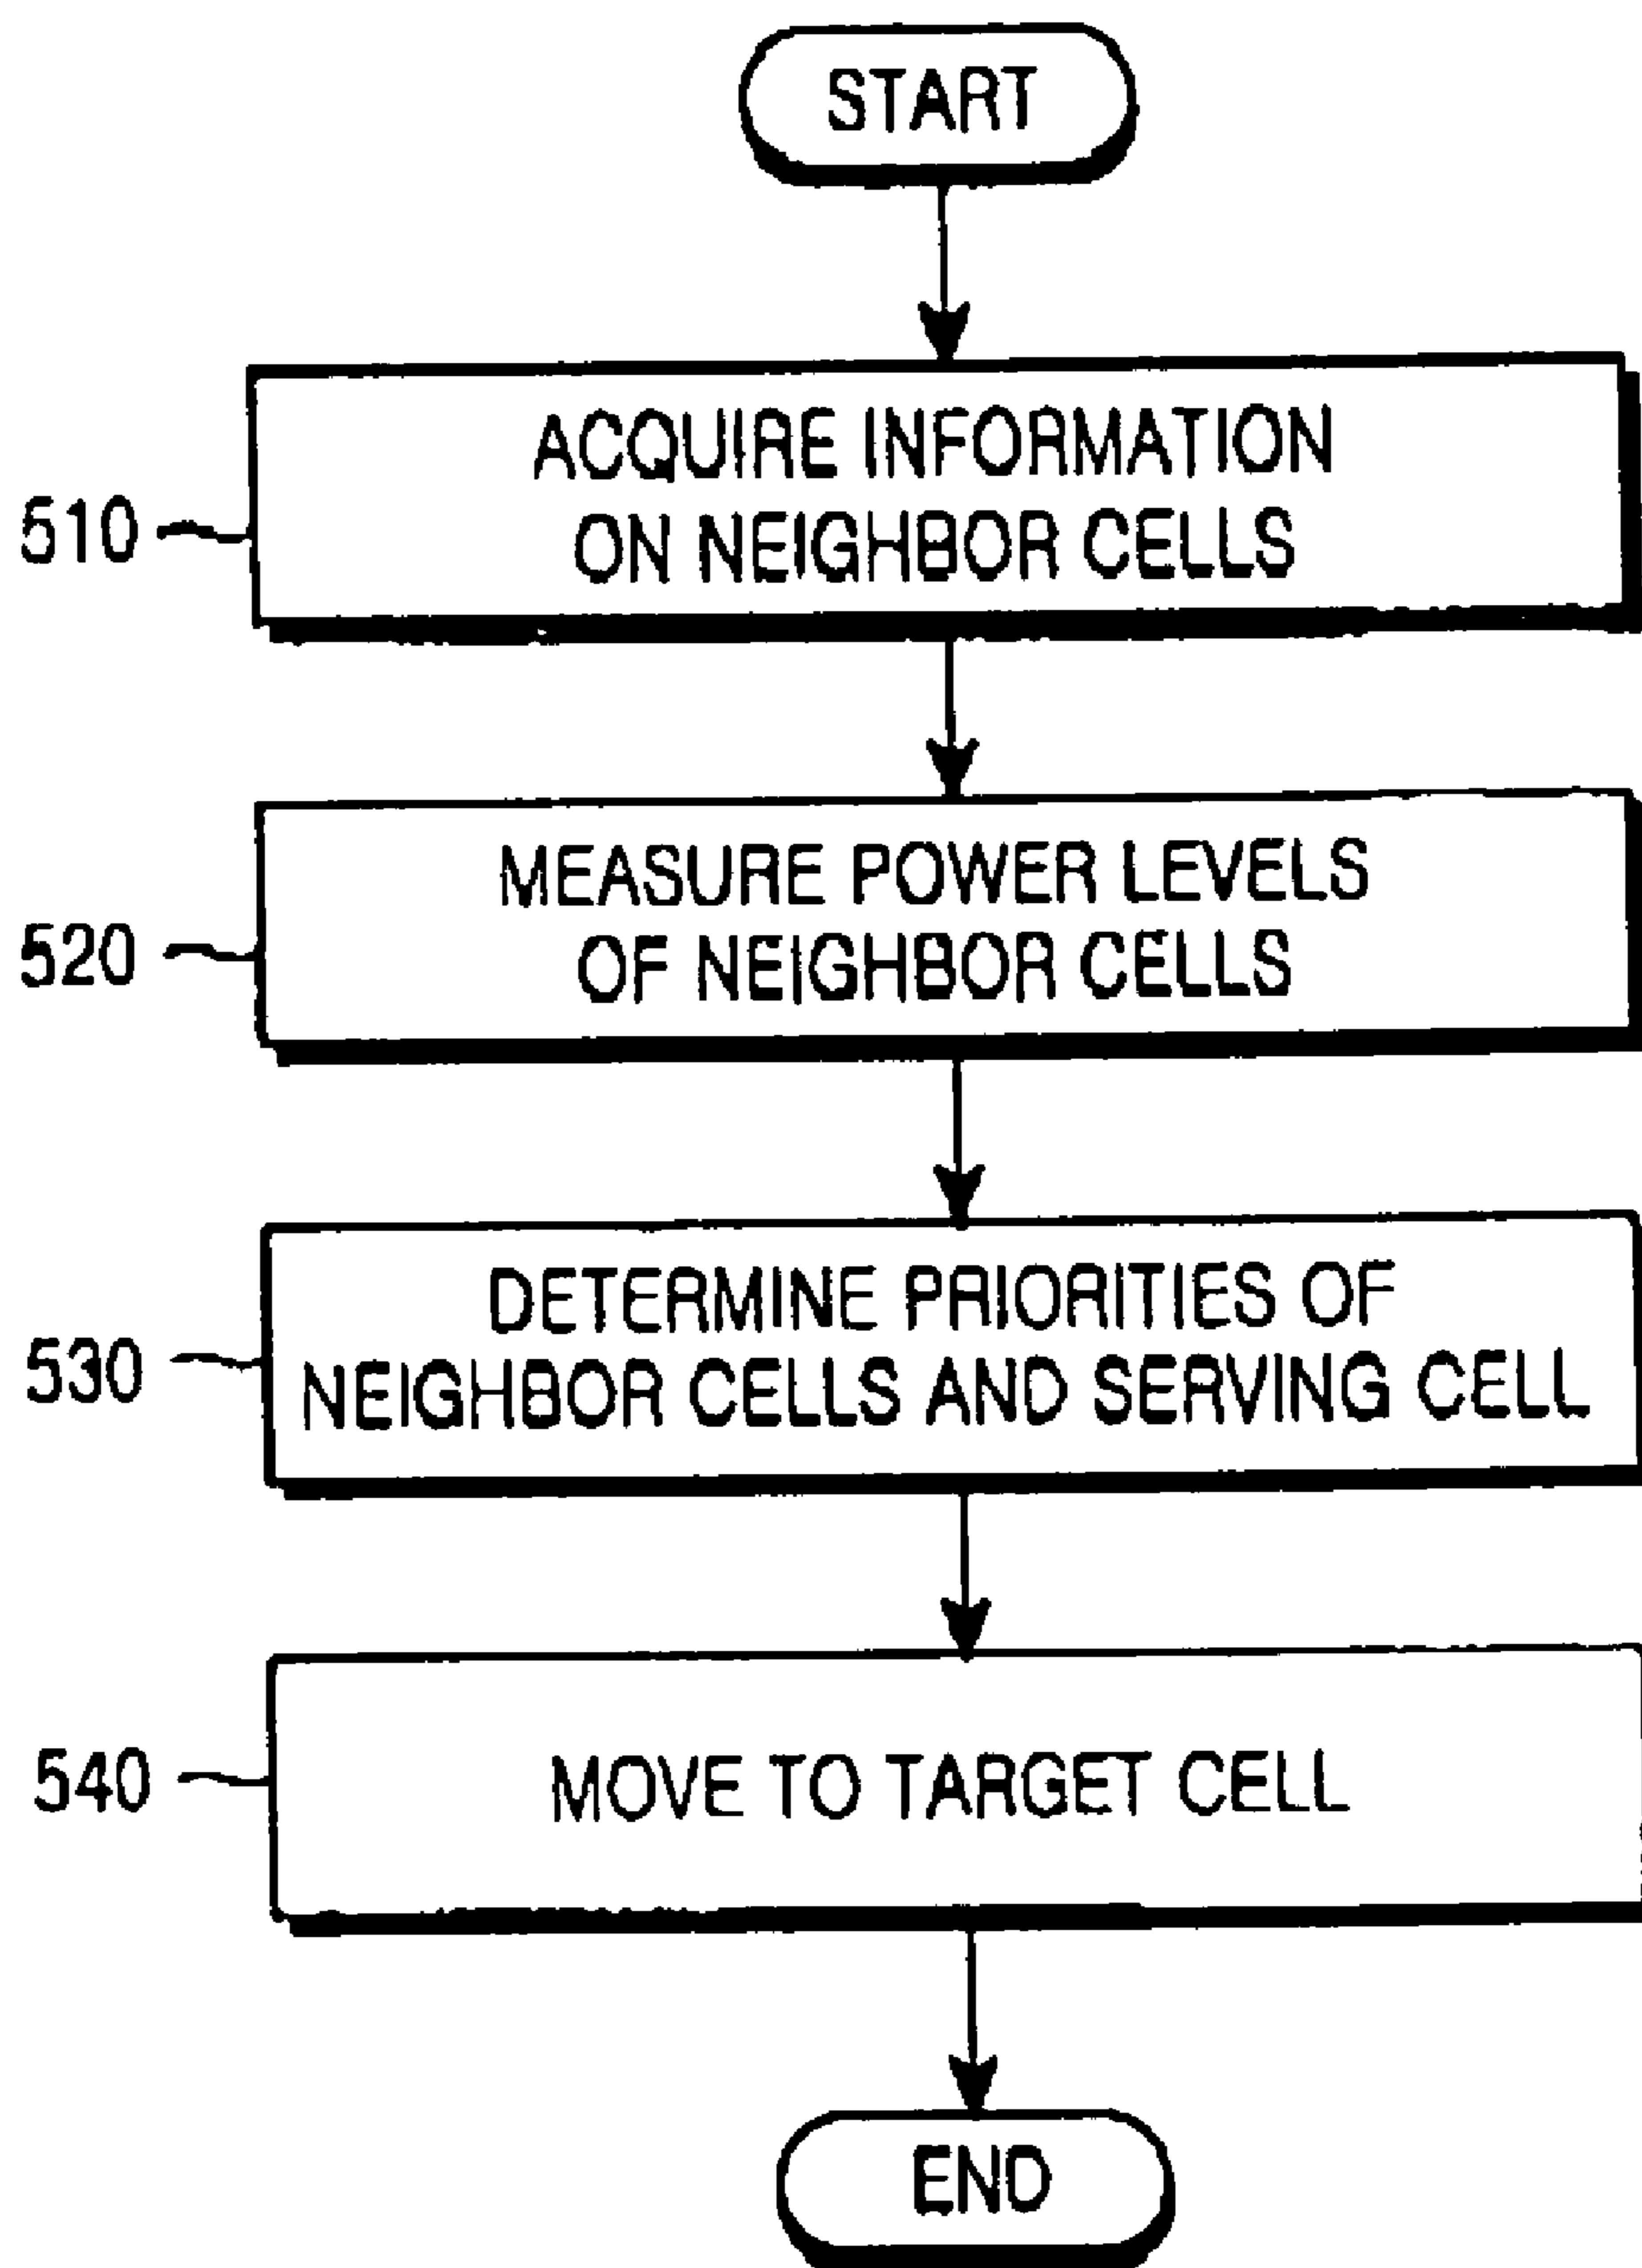 START
ACQUIRE INFORMATION
ON NEIGHBOR CELLS
510
MEASURE POWER LEVELS
OF NEIGHBOR CELLS
520
DETERMINE PRIORITIES OF
NEIGHBOR CELLS AND SERVING CELL
530
MOVE TO TARGET CELL
540
END